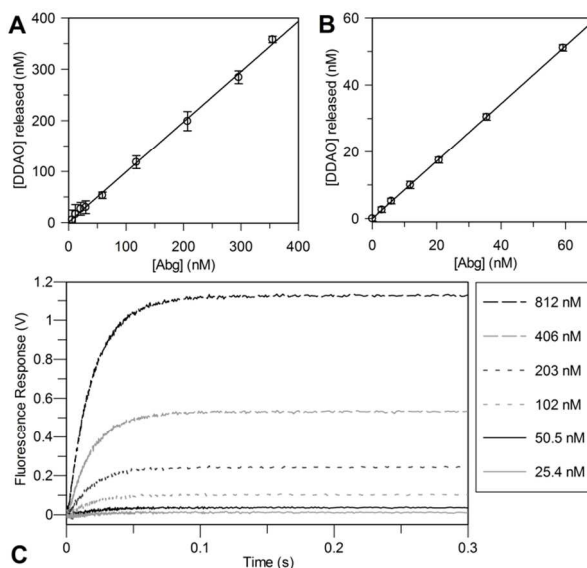 A
B
400
300
200
100
0
[DDAO] released (nM)
0 100 200 300 400
[Abg] (nM)
60
40
20
0
[DDAO] released (nM)
0 20 40 60
[Abg] (nM)
1.2
1
0.8
0.6
0.4
0.2
0
Fluorescence Response (V)
0 0.1 0.2 0.3
Time (s)
C
812 nM
406 nM
203 nM
102 nM
50.5 nM
25.4 nM